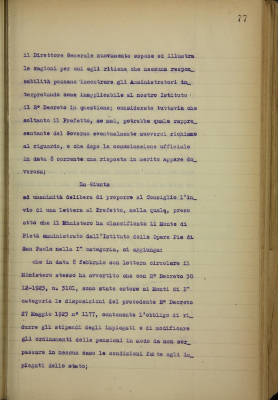 77
il Direttore Generale nuovamente espone ed illustra
le ragioni per cui egli ritiene che nessuna respon_
sabilità possano incontrare gli Amministratori in_
terpretando come inapplicabile al nostro Istituto
il R° Decreto in questione; considerato tuttavia che
soltanto il Prefetto, se mai, potrebbe quale rappre_
sentante del Governo eventualmente muoversi richiamo
al riguardo, e che dopo la comunicazione ufficiale
in data 8 corrente una risposta in merito appare do_
verosa;
La Giunta
ad unanimità delibera di proporre al Consiglio l'in_
vio di una lettera al Prefetto, nella quale, preso
atto che il Ministero ha classificato il Monte di
Pietà amministrato dall'Istituto delle Opere Pie di
San Paolo nella I° categoria, si aggiunga:
che in data 8 febbraio con lettera circolare il
Ministero stesso ha avvertito che con R° Decreto 30
12-1923, n. 3101, sono state estese ai Monti di I°
categoria le disposizioni del precedente R° Decreto
27 Maggio 1923 n° 1177, contenente l'obbligo di ri_
durre gli stipendi degli impiegati e di modificare
gli ordinamenti delle pensioni in modo da non sor_
passare in nessun caso le condizioni fatte agli im_
piegati dello stato;